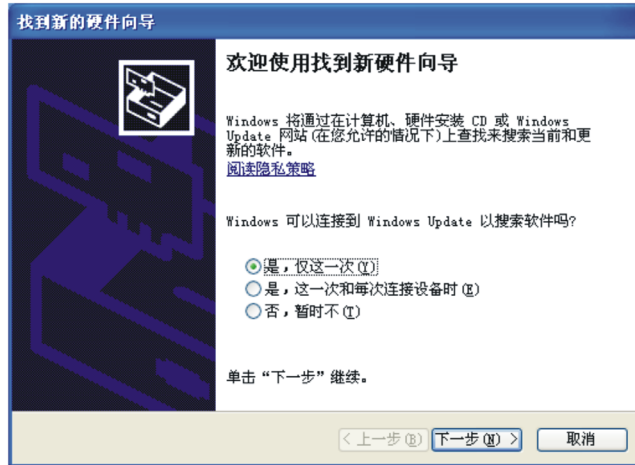 找到新的硬件向导
欢迎使用找到新硬件向导
Windows 将通过在计算机、硬件安装 CD 或 Windows
Update 网站(在您允许的情况下)上查找来搜索当前和更
新的软件。
阅读隐私策略
Windows 可以连接到 Windows Update 以搜索软件吗?
是，仅这一次(Y)
是，这一次和每次连接设备时(E)
否，暂时不(T)
单击“下一步”继续。
< 上一步(B) 下一步(N) > 取消